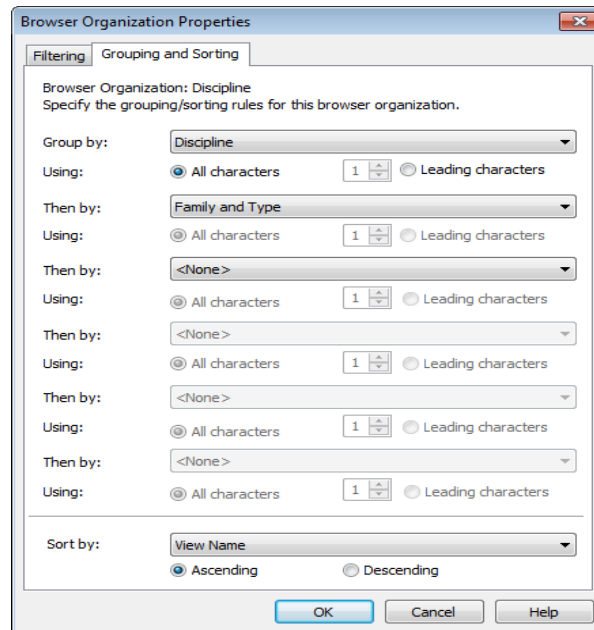 Browser Organization Properties
Filtering Grouping and Sorting
Browser Organization: Discipline
Specify the grouping/sorting rules for this browser organization.
Group by: Discipline
Using: All characters 1 Leading characters
Then by: Family and Type
Using: All characters 1 Leading characters
Then by: <None>
Using: All characters 1 Leading characters
Then by: <None>
Using: All characters 1 Leading characters
Then by: <None>
Using: All characters 1 Leading characters
Then by: <None>
Using: All characters 1 Leading characters
Sort by: View Name
Ascending Descending
OK Cancel Help